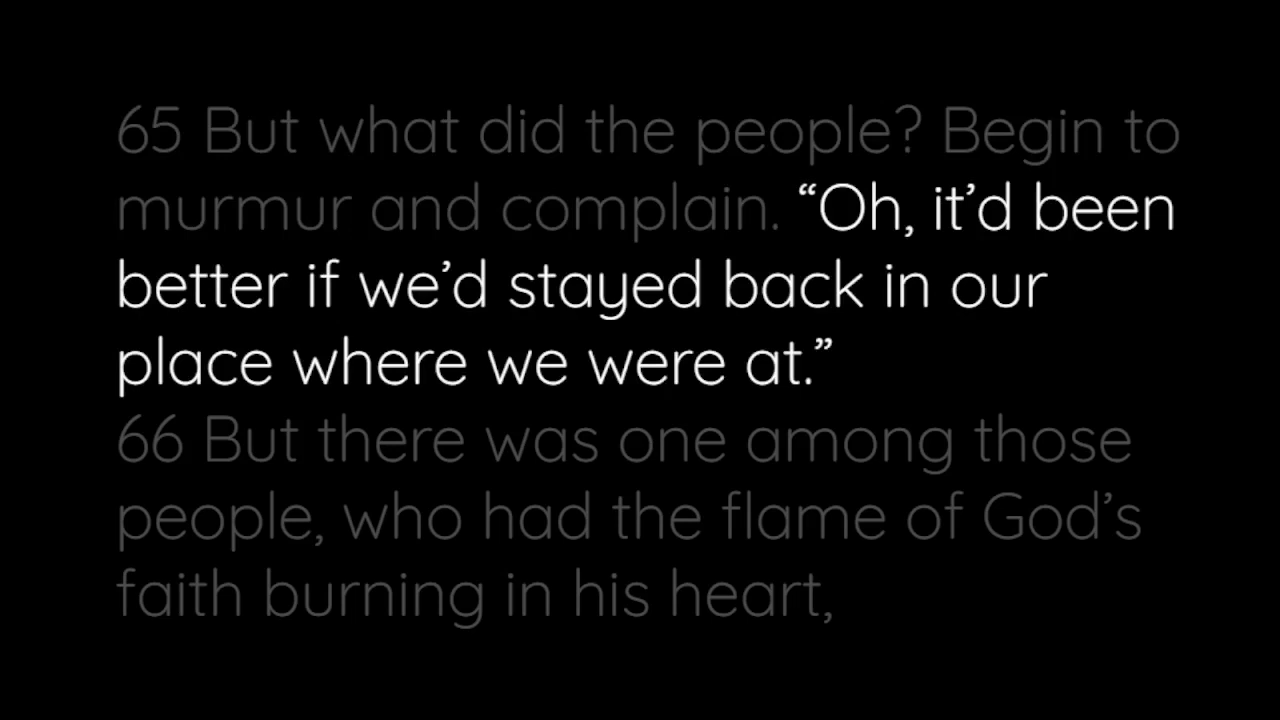 65 But what did the people? Begin to
murmur and complain. “Oh, it’d been
better if we’d stayed back in our
place where we were at.”
66 But there was one among those
people, who had the flame of God’s
faith burning in his heart,